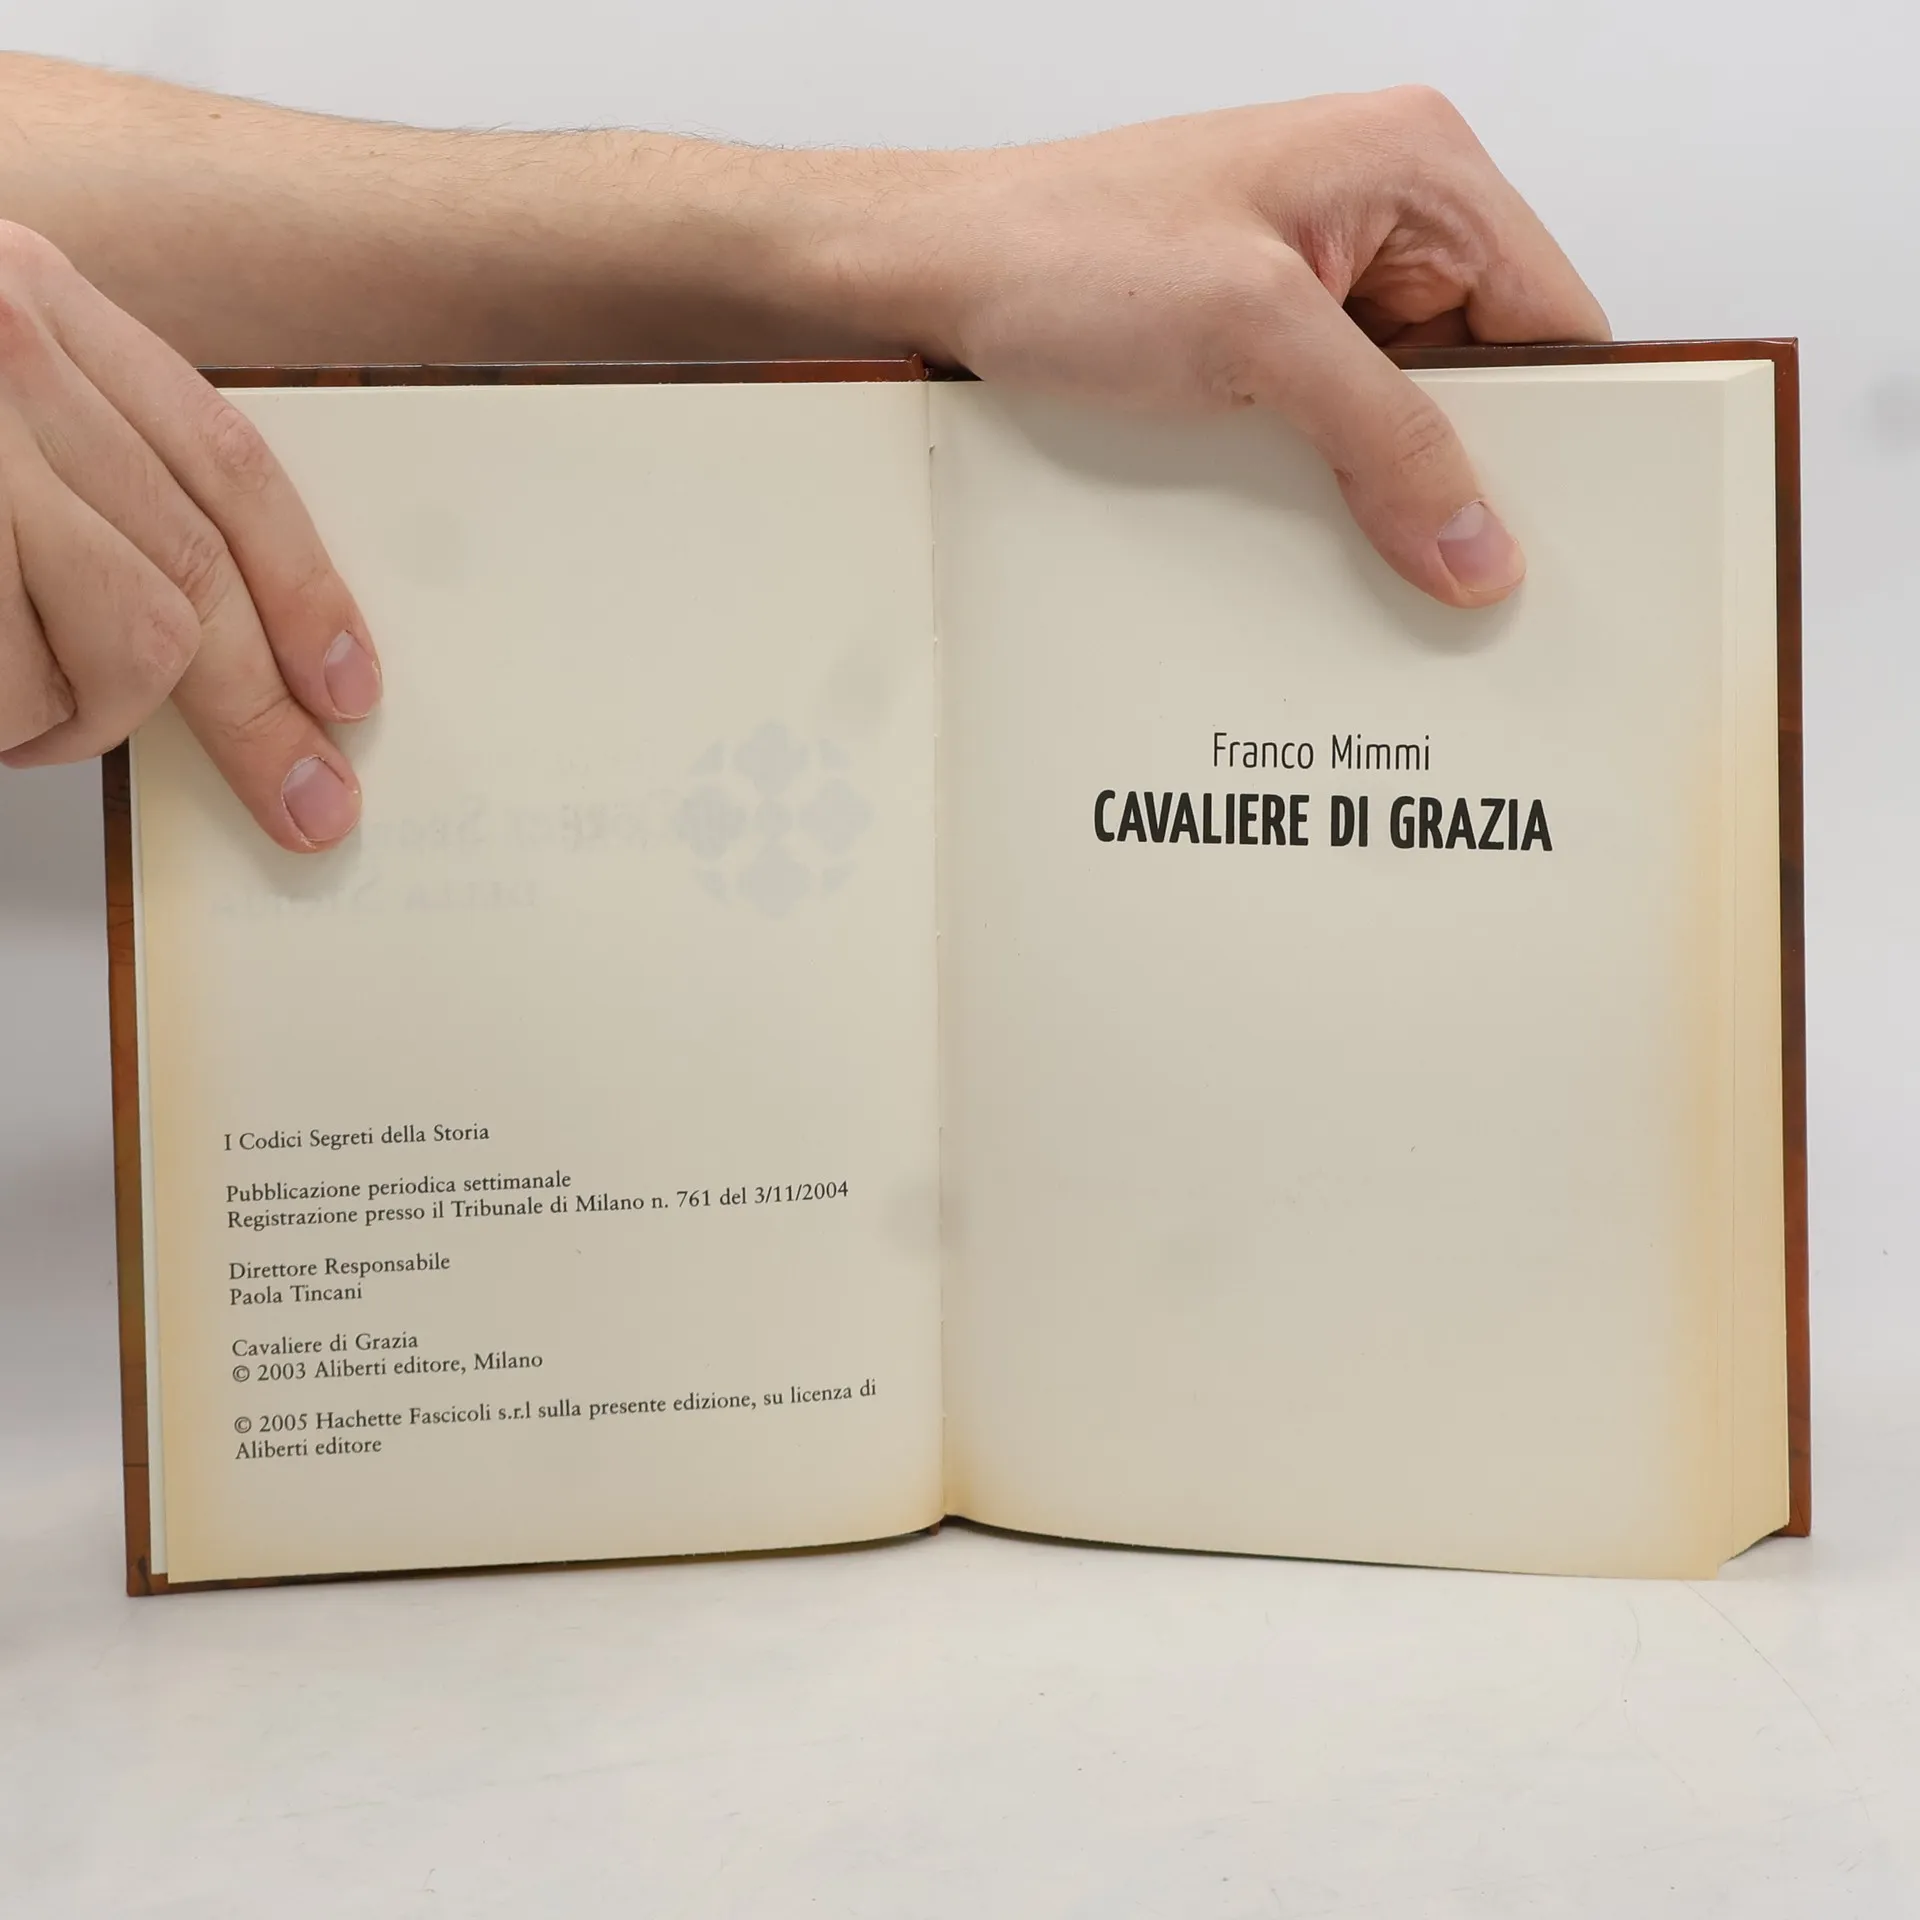 I Codici Segreti della Storia
Pubblicazione periodica settimanale
Registrazione presso il Tribunale di Milano n. 761 del 3/11/2004
Direttore Responsabile
Paola Tincani
Cavaliere di Grazia
© 2003 Aliberti editore, Milano
© 2005 Hachette Fascicoli s.r.l sulla presente edizione, su licenza di
Aliberti editore
Franco Mimmi
CAVALIERE DI GRAZIA